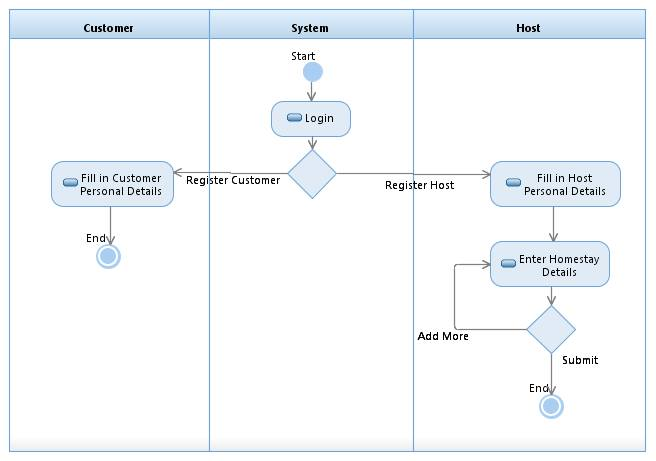 Customer
System
Host
Start
Login
Fill in Customer
Personal Details
Register Customer
Register Host
Fill in Host
Personal Details
End
Enter Homestay
Details
Add More
Submit
End